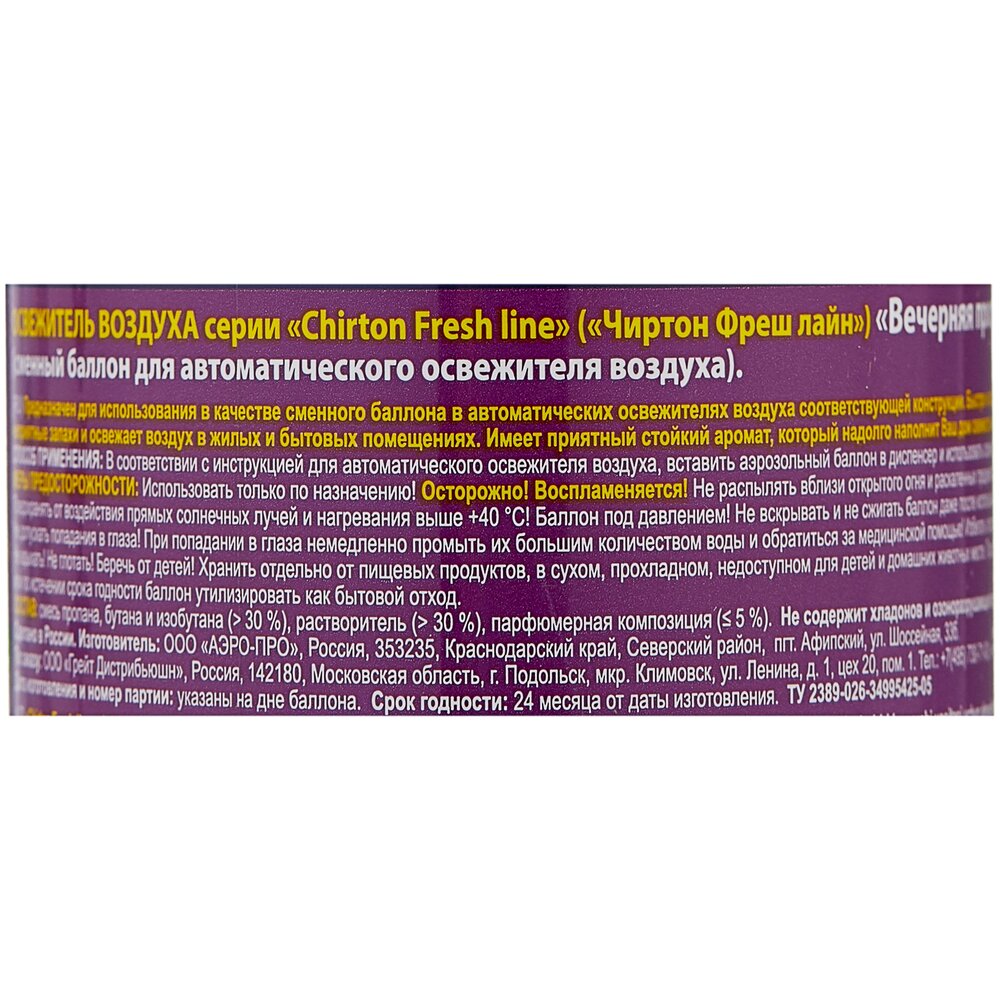 ВОЗДУХА серии «Chirton Fresh line» («Чиртон Фреш лайн») «Вечерняя
баллон для автоматического освежителя воздуха).
Предназначен для использования в качестве сменного баллона в автоматических освежителях воздуха соответствующей конструкции.
запахи и освежает воздух в жилых и бытовых помещениях. Имеет приятный стойкий аромат, который надолго наполнит Ваш дом
ПРИМЕНЕНИЯ: В соответствии с инструкцией для автоматического освежителя воздуха, вставить аэрозольный баллон в диспенсер и
ПРЕДОСТОРОЖНОСТИ: Использовать только по назначению! Осторожно! Воспламеняется! Не распылять вблизи открытого огня и
от воздействия прямых солнечных лучей и нагревания выше +40 °C! Баллон под давлением! Не вскрывать и не сжигать баллон даже
попадания в глаза! При попадании в глаза немедленно промыть их большим количеством воды и обратиться за медицинской помощью!
Не глотать! Беречь от детей! Хранить отдельно от пищевых продуктов, в сухом, прохладном, недоступном для детей и домашних животных
истечении срока годности баллон утилизировать как бытовой отход.
смесь пропана, бутана и изобутана (> 30 %), растворитель (> 30 %), парфюмерная композиция (≤ 5 %). Не содержит хладонов и
в России. Изготовитель: ООО «АЭРО-ПРО», Россия, 353235, Краснодарский край, Северский район, пгт. Афипский, ул. Шоссейная,
ООО «Грейт Дистрибьюшн», Россия, 142180, Московская область, г. Подольск, мкр. Климовск, ул. Ленина, д. 1, цех 20, пом. 1. Тел.:
изготовления и номер партии: указаны на дне баллона. Срок годности: 24 месяца от даты изготовления. ТУ 2389-026-34995425-05